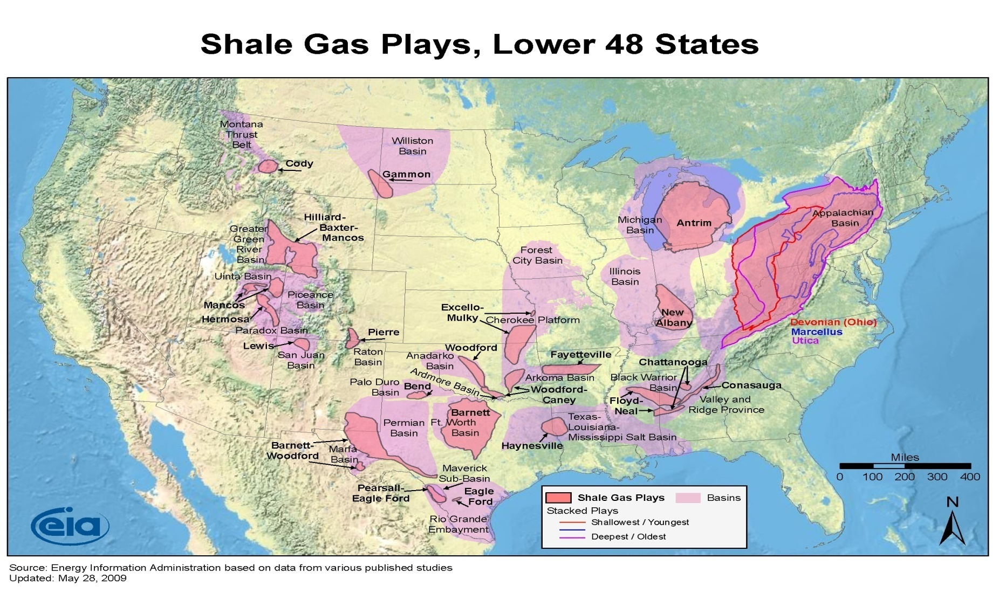 Shale Gas Plays, Lower 48 States
Montana
Thrust
Belt
Cody
Williston
Basin
Gammon
Hilliard-
Baxter-
Mancos
Greater
Green
River
Basin
Uinta Basin
Mancos
Piceance
Basin
Hermosa
Paradox Basin
Lewis
San Juan
Basin
Pierre
Raton
Basin
Forest
City Basin
Excello-
Mulky
Cherokee Platform
Michigan
Basin
Antrim
Illinois
Basin
New
Albany
Appalachian
Basin
Devonian (Ohio)
Marcellus
Utica
Woodford
Anadarko
Basin
Ardmore Basin
Palo Duro
Basin
Bend
Fayetteville
Arkoma Basin
Woodford-
Caney
Chattanooga
Black Warrior
Basin
Conasauga
Floyd-
Neal
Valley and
Ridge Province
Barnett
Ft. Worth
Basin
Permian
Basin
Barnett-
Woodford
Marfa
Basin
Texas-
Louisiana-
Mississippi Salt Basin
Haynesville
Maverick
Sub-Basin
Pearsall-
Eagle Ford
Eagle
Ford
Rio Grande
Embayment
Miles
0 100 200 300 400
N
Shale Gas Plays
Basins
Stacked Plays
Shallowest / Youngest
Deepest / Oldest
eia
Source: Energy Information Administration based on data from various published studies
Updated: May 28, 2009